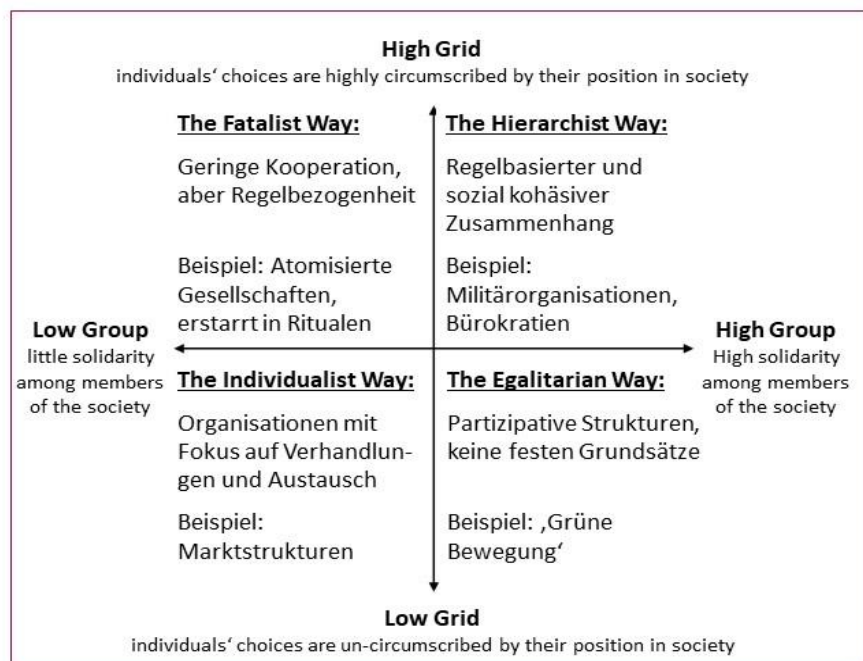 High Grid
individuals‘ choices are highly circumscribed by their position in society
The Fatalist Way:
Geringe Kooperation,
aber Regelbezogenheit
Beispiel: Atomisierte
Gesellschaften,
erstarrt in Ritualen
The Hierarchist Way:
Regelbasierter und
sozial kohäsiver
Zusammenhang
Beispiel:
Militärorganisationen,
Bürokratien
Low Group
little solidarity
among members
of the society
High Group
High solidarity
among members
of the society
The Individualist Way:
Organisationen mit
Fokus auf Verhandlun-
gen und Austausch
Beispiel:
Marktstrukturen
The Egalitarian Way:
Partizipative Strukturen,
keine festen Grundsätze
Beispiel: ‚Grüne
Bewegung‘
Low Grid
individuals‘ choices are un-circumscribed by their position in society